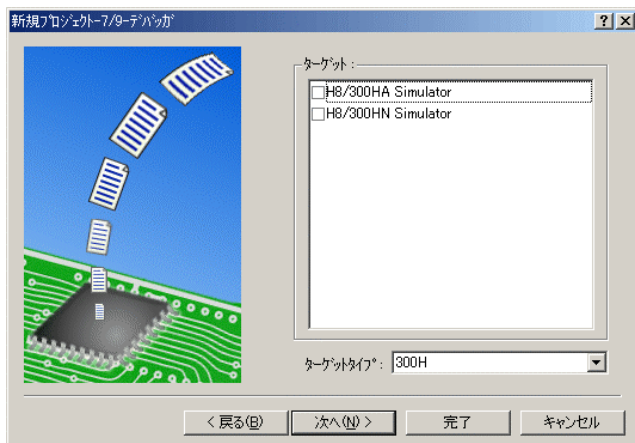 新規ﾌﾟﾛｼﾞｪｸﾄ-7/9-ﾃﾞﾊﾞｯｶﾞ
ﾀｰｹﾞｯﾄ :
H8/300HA Simulator
H8/300HN Simulator
ﾀｰｹﾞｯﾄﾀｲﾌﾟ : 300H
< 戻る(B)
次へ(N) >
完了
キャンセル